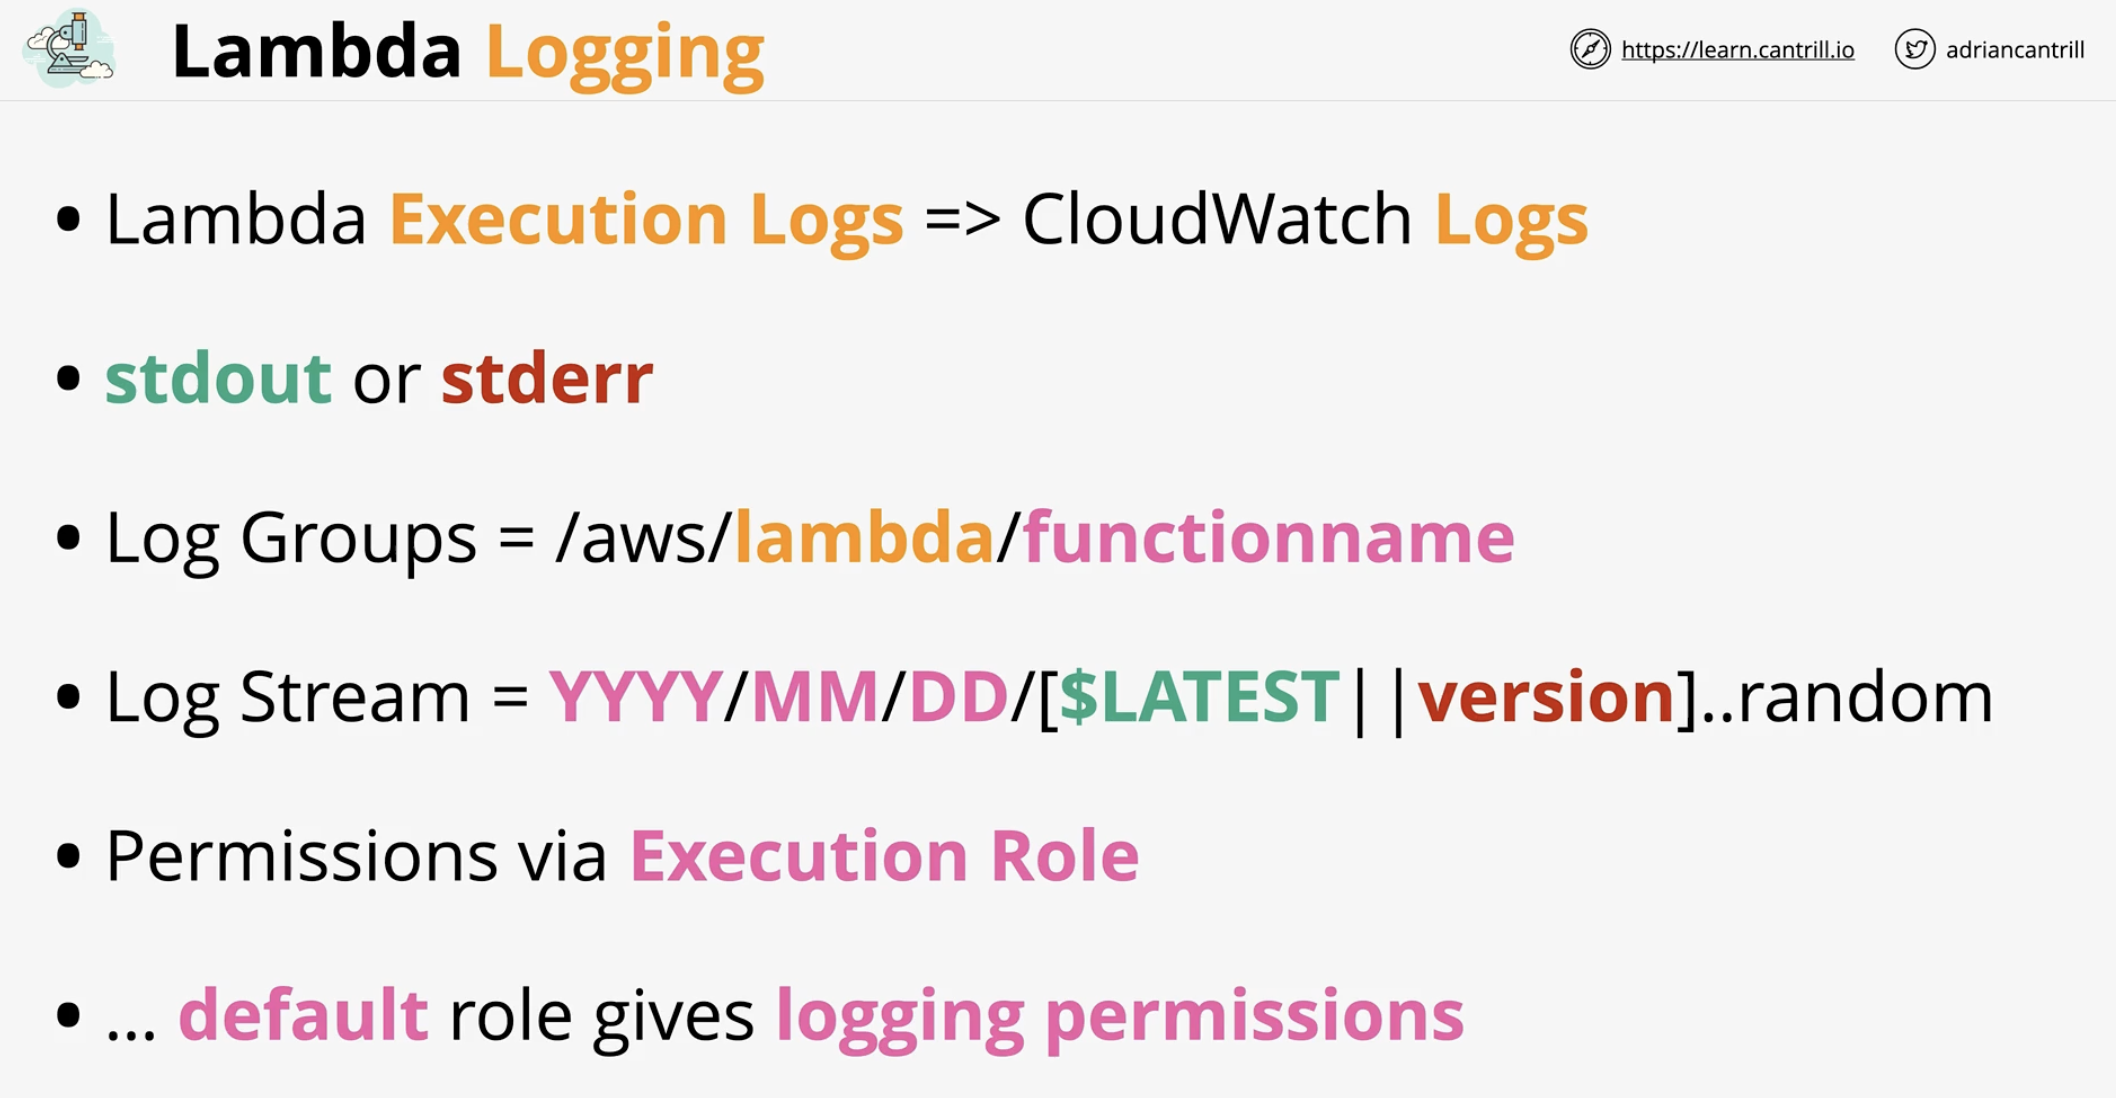 Lambda Logging
https://learn.cantrill.io
adriancantrill
• Lambda Execution Logs => CloudWatch Logs
• stdout or stderr
• Log Groups = /aws/lambda/functionname
• Log Stream = YYYY/MM/DD/[$LATEST||version]..random
• Permissions via Execution Role
• ... default role gives logging permissions